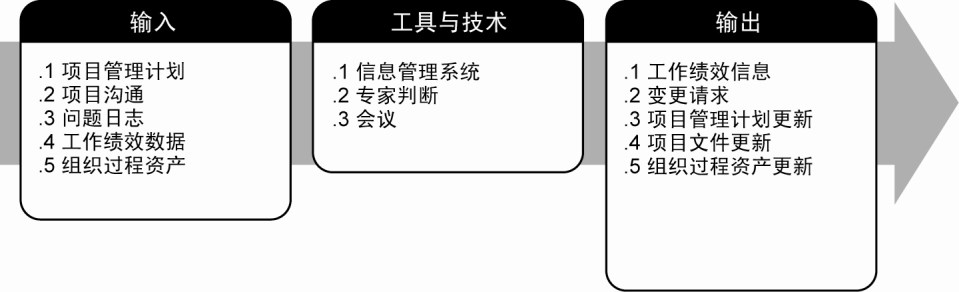 输入
.1 项目管理计划
.2 项目沟通
.3 问题日志
.4 工作绩效数据
.5 组织过程资产
工具与技术
.1 信息管理系统
.2 专家判断
.3 会议
输出
.1 工作绩效信息
.2 变更请求
.3 项目管理计划更新
.4 项目文件更新
.5 组织过程资产更新